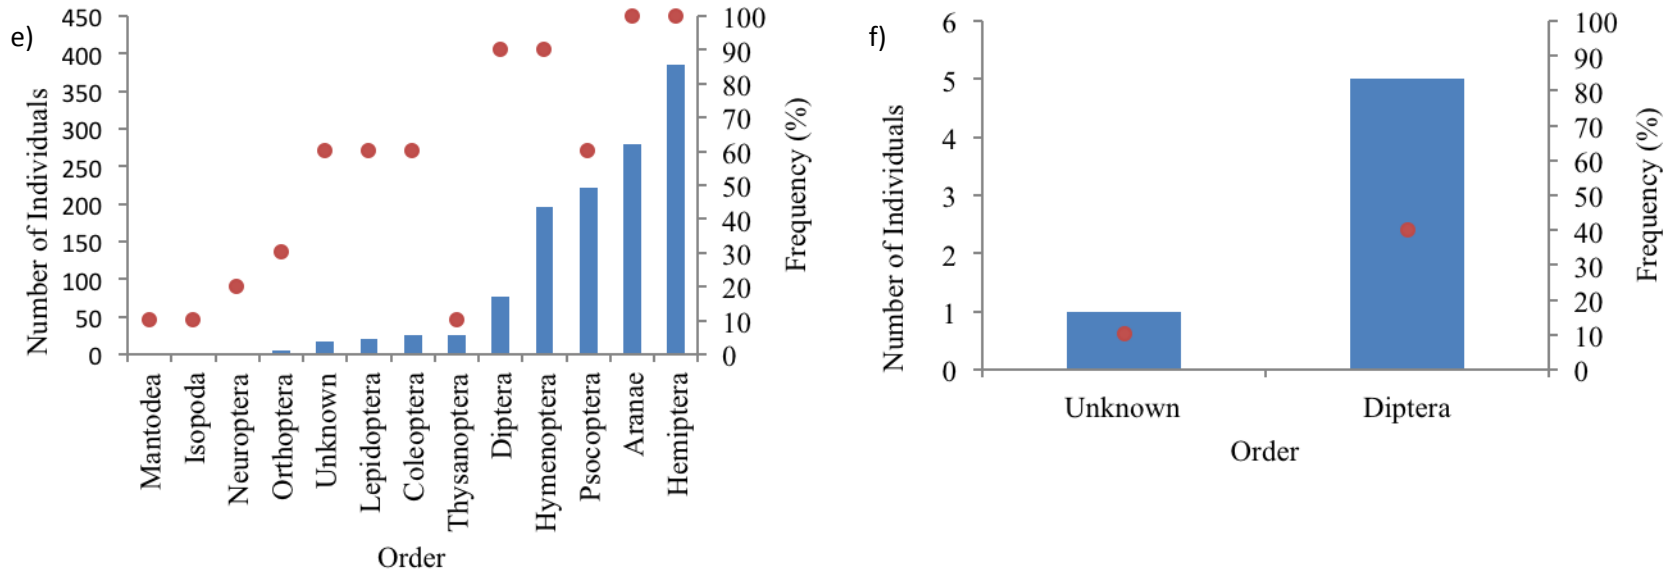 e)
Number of Individuals
450
400
350
300
250
200
150
100
50
0
100
90
80
70
60
50
40
30
20
10
0
Frequency (%)
Mantodea
Isopoda
Neuroptera
Orthoptera
Unknown
Lepidoptera
Coleoptera
Thysanoptera
Diptera
Hymenoptera
Psocoptera
Aranae
Hemiptera
Order
f)
Number of Individuals
6
5
4
3
2
1
0
100
90
80
70
60
50
40
30
20
10
0
Frequency (%)
Unknown
Diptera
Order